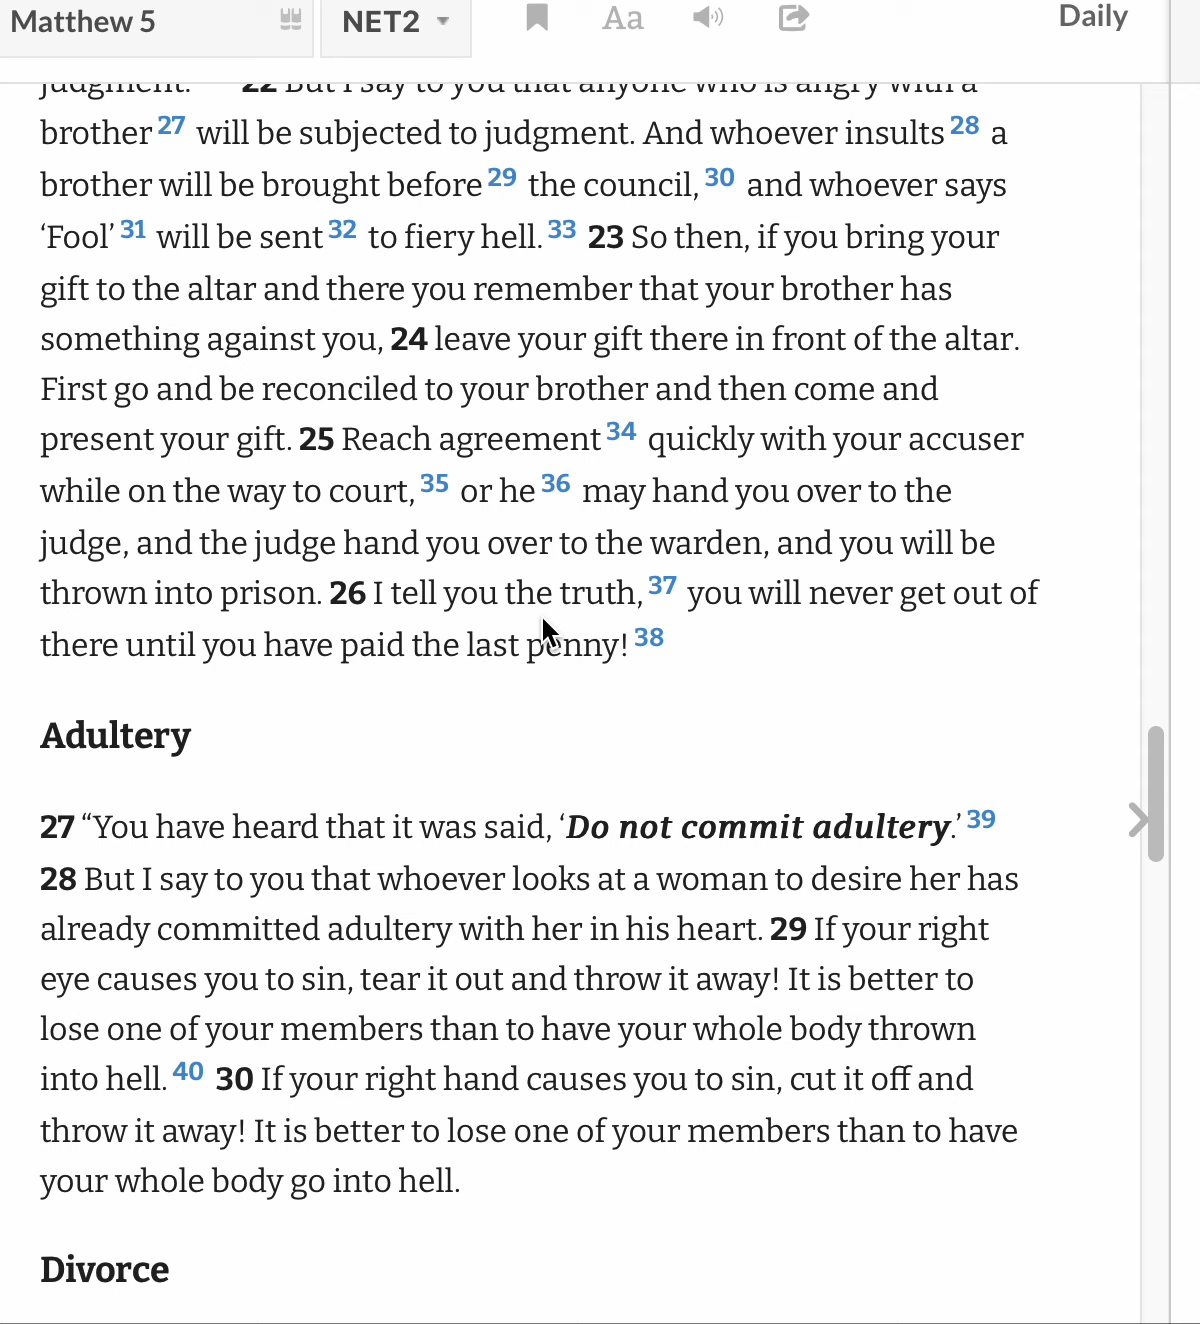 Matthew 5
NET2
Aa
Daily
judgment.' 22 But I say to you that anyone who is angry with a
brother 27 will be subjected to judgment. And whoever insults 28 a
brother will be brought before 29 the council, 30 and whoever says
‘Fool’ 31 will be sent 32 to fiery hell. 33 23 So then, if you bring your
gift to the altar and there you remember that your brother has
something against you, 24 leave your gift there in front of the altar.
First go and be reconciled to your brother and then come and
present your gift. 25 Reach agreement 34 quickly with your accuser
while on the way to court, 35 or he 36 may hand you over to the
judge, and the judge hand you over to the warden, and you will be
thrown into prison. 26 I tell you the truth, 37 you will never get out of
there until you have paid the last penny! 38
Adultery
27 “You have heard that it was said, ‘Do not commit adultery.’ 39
28 But I say to you that whoever looks at a woman to desire her has
already committed adultery with her in his heart. 29 If your right
eye causes you to sin, tear it out and throw it away! It is better to
lose one of your members than to have your whole body thrown
into hell. 40 30 If your right hand causes you to sin, cut it off and
throw it away! It is better to lose one of your members than to have
your whole body go into hell.
Divorce